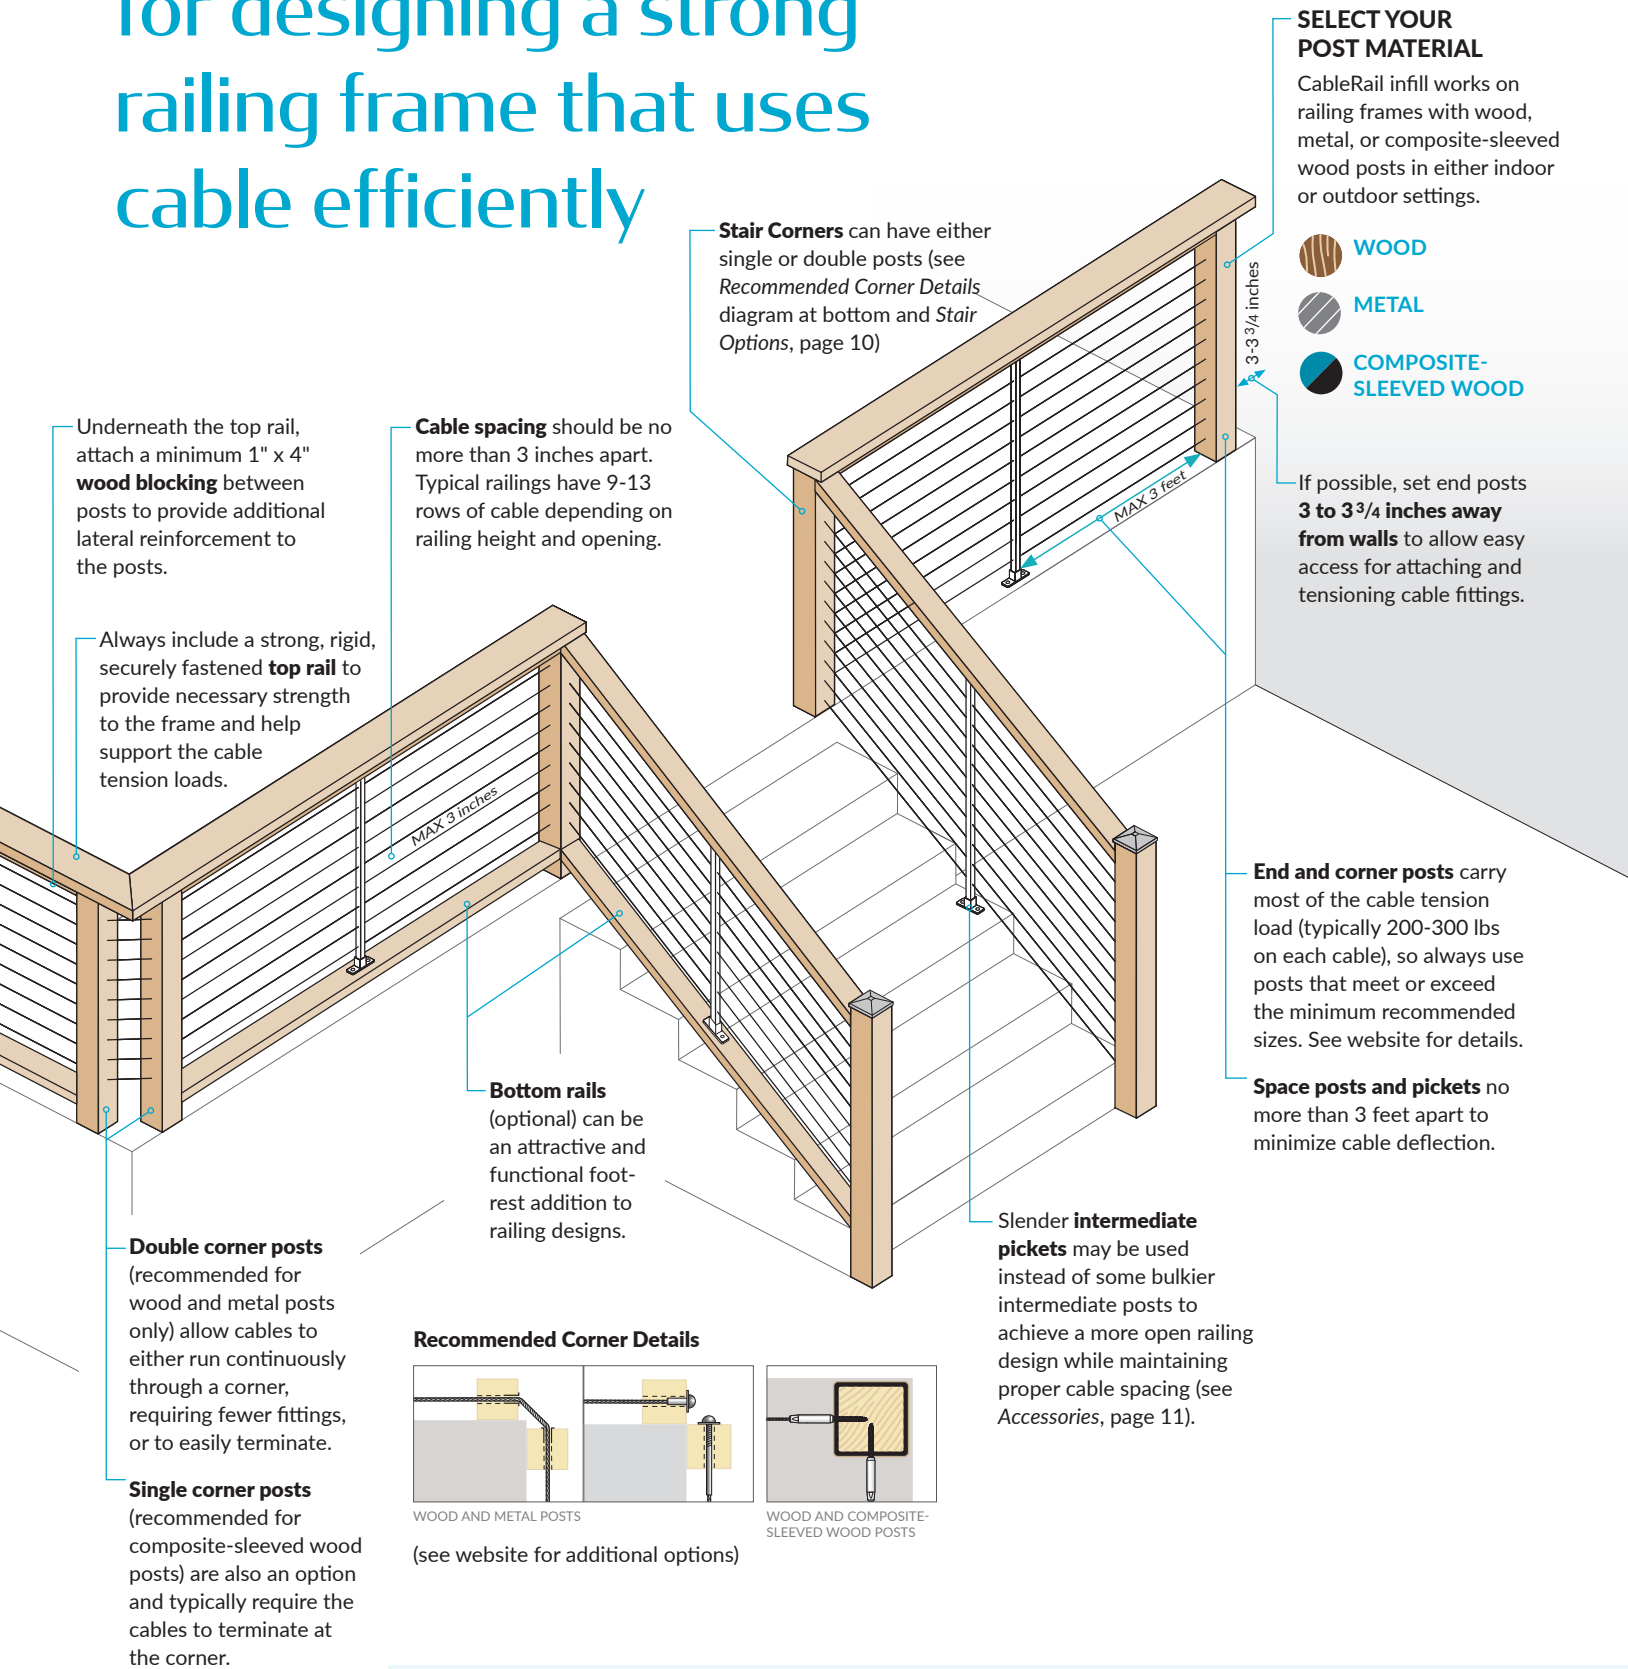 for designing a strong
railing frame that uses
cable efficiently
SELECT YOUR
POST MATERIAL
CableRail infill works on
railing frames with wood,
metal, or composite-sleeved
wood posts in either indoor
or outdoor settings.
WOOD
METAL
COMPOSITE-
SLEEVED WOOD
Stair Corners can have either
single or double posts (see
Recommended Corner Details
diagram at bottom and Stair
Options, page 10)
3-3 3/4 inches
Underneath the top rail,
attach a minimum 1" x 4"
wood blocking between
posts to provide additional
lateral reinforcement to
the posts.
Cable spacing should be no
more than 3 inches apart.
Typical railings have 9-13
rows of cable depending on
railing height and opening.
MAX 3 feet
If possible, set end posts
3 to 3 3/4 inches away
from walls to allow easy
access for attaching and
tensioning cable fittings.
Always include a strong, rigid,
securely fastened top rail to
provide necessary strength
to the frame and help
support the cable
tension loads.
MAX 3 inches
End and corner posts carry
most of the cable tension
load (typically 200-300 lbs
on each cable), so always use
posts that meet or exceed
the minimum recommended
sizes. See website for details.
Space posts and pickets no
more than 3 feet apart to
minimize cable deflection.
Bottom rails
(optional) can be
an attractive and
functional foot-
rest addition to
railing designs.
Slender intermediate
pickets may be used
instead of some bulkier
intermediate posts to
achieve a more open railing
design while maintaining
proper cable spacing (see
Accessories, page 11).
Double corner posts
(recommended for
wood and metal posts
only) allow cables to
either run continuously
through a corner,
requiring fewer fittings,
or to easily terminate.
Single corner posts
(recommended for
composite-sleeved wood
posts) are also an option
and typically require the
cables to terminate at
the corner.
Recommended Corner Details
WOOD AND METAL POSTS
WOOD AND COMPOSITE-
SLEEVED WOOD POSTS
(see website for additional options)